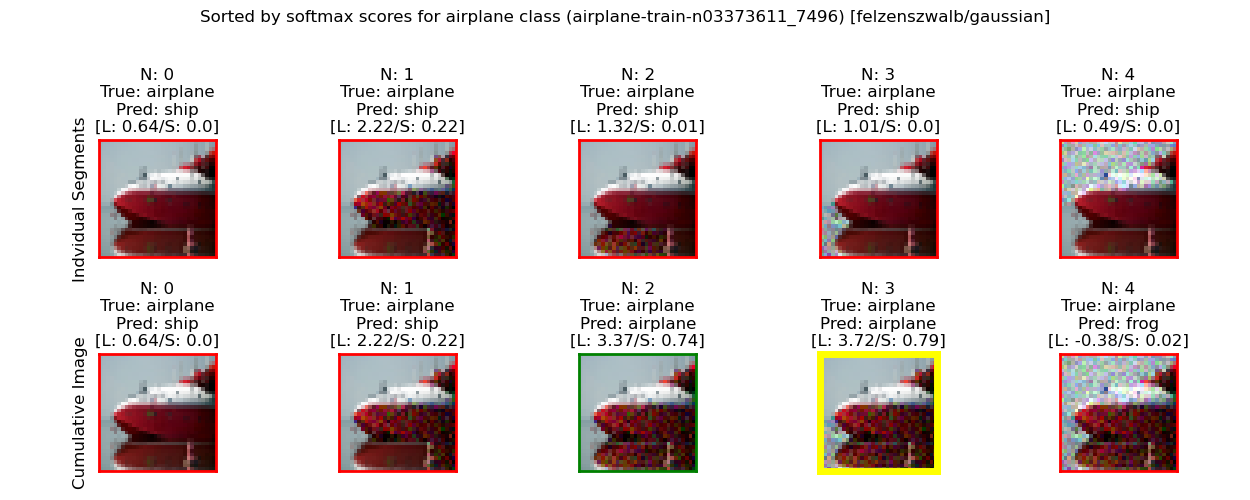 Sorted by softmax scores for airplane class (airplane-train-n03373611_7496) [felzenszwalb/gaussian]
Indvidual Segments
N: 0
True: airplane
Pred: ship
[L: 0.64/S: 0.0]
N: 1
True: airplane
Pred: ship
[L: 2.22/S: 0.22]
N: 2
True: airplane
Pred: ship
[L: 1.32/S: 0.01]
N: 3
True: airplane
Pred: ship
[L: 1.01/S: 0.0]
N: 4
True: airplane
Pred: ship
[L: 0.49/S: 0.0]
Cumulative Image
N: 0
True: airplane
Pred: ship
[L: 0.64/S: 0.0]
N: 1
True: airplane
Pred: ship
[L: 2.22/S: 0.22]
N: 2
True: airplane
Pred: airplane
[L: 3.37/S: 0.74]
N: 3
True: airplane
Pred: airplane
[L: 3.72/S: 0.79]
N: 4
True: airplane
Pred: frog
[L: -0.38/S: 0.02]